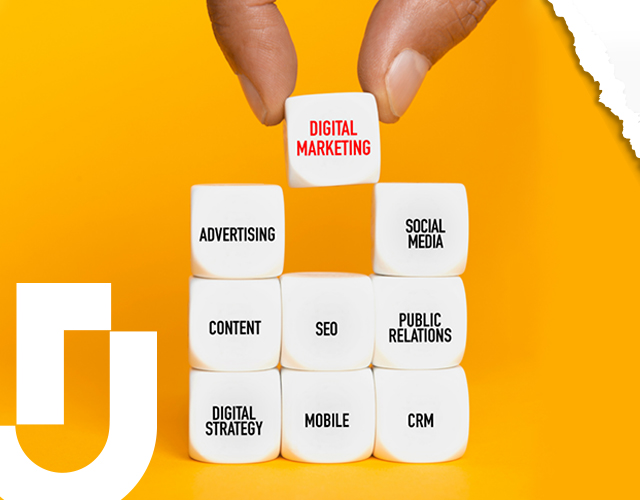 DIGITAL
MARKETING
ADVERTISING
SOCIAL
MEDIA
CONTENT
SEO
PUBLIC
RELATIONS
DIGITAL
STRATEGY
MOBILE
CRM